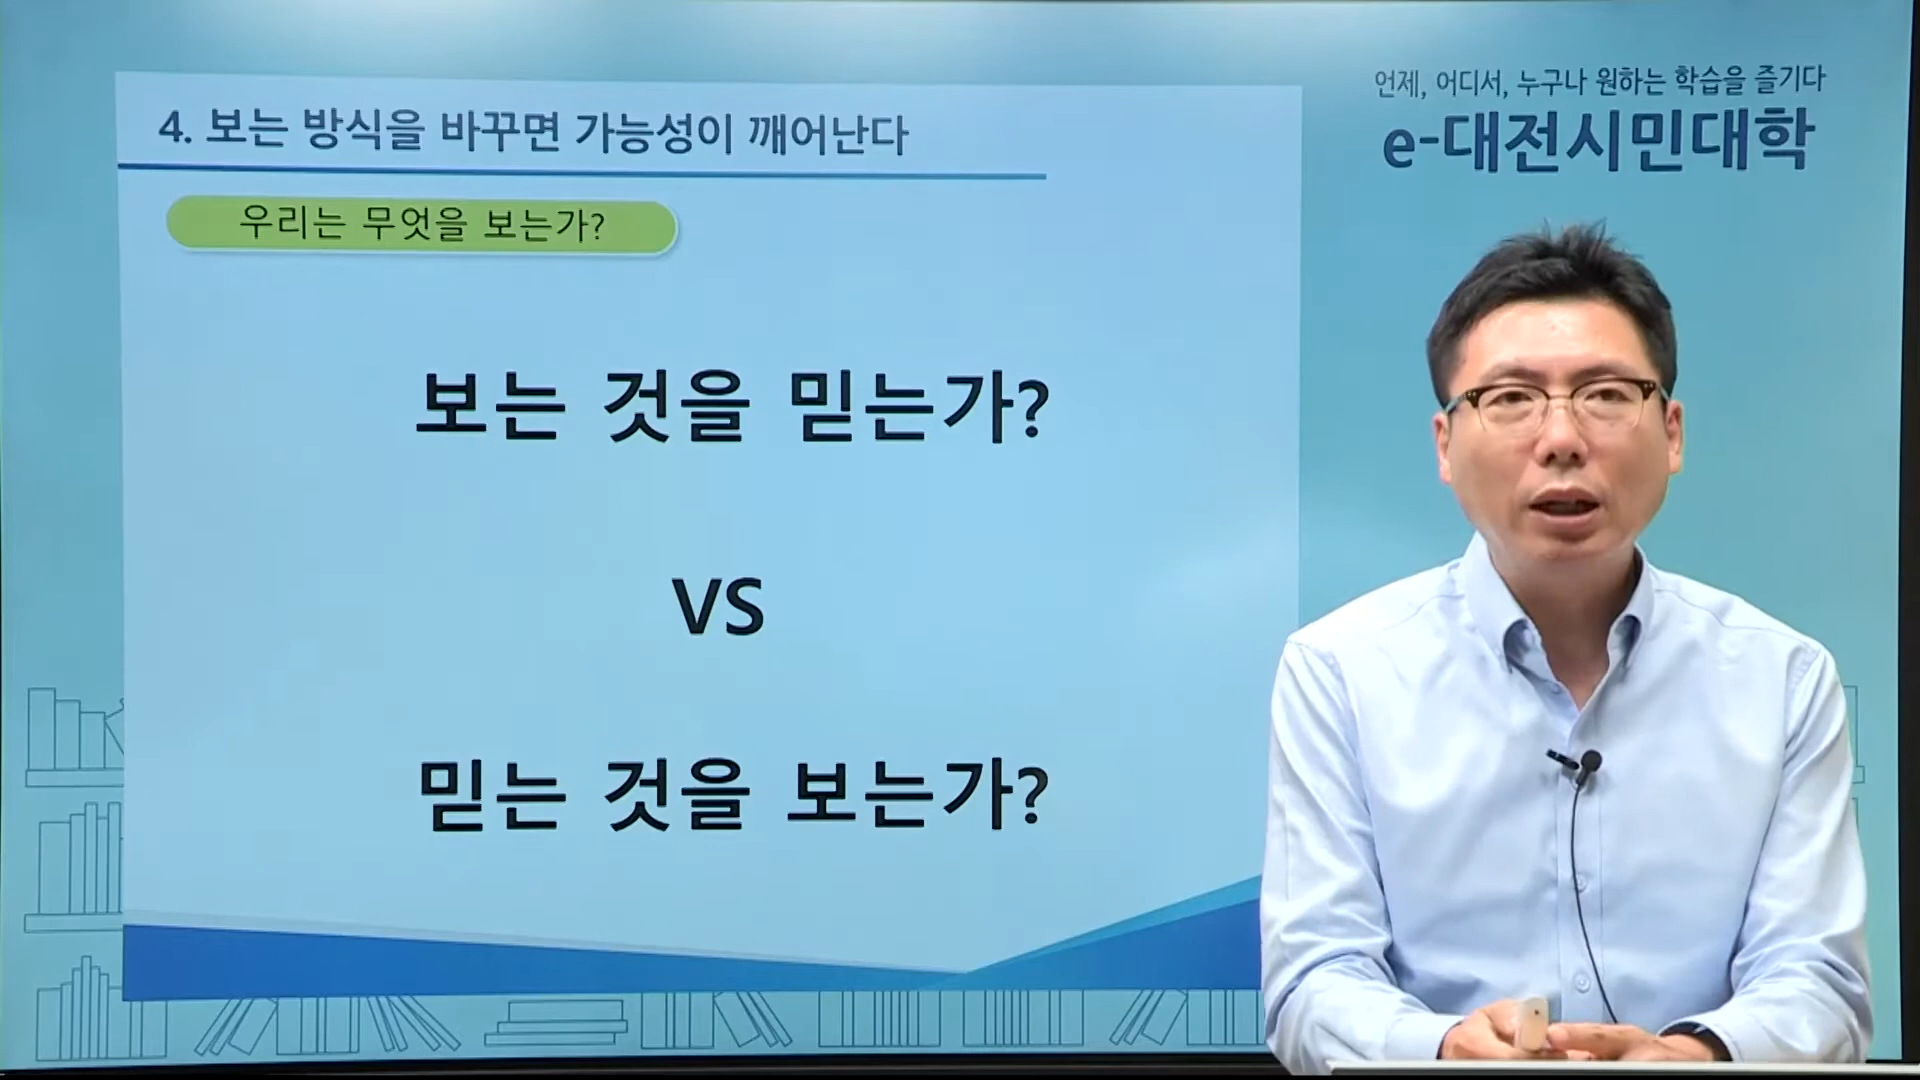 4. 보는 방식을 바꾸면 가능성이 깨어난다
우리는 무엇을 보는가?
보는 것을 믿는가?
VS
믿는 것을 보는가?
언제, 어디서, 누구나 원하는 학습을 즐기다
e-대전시민대학